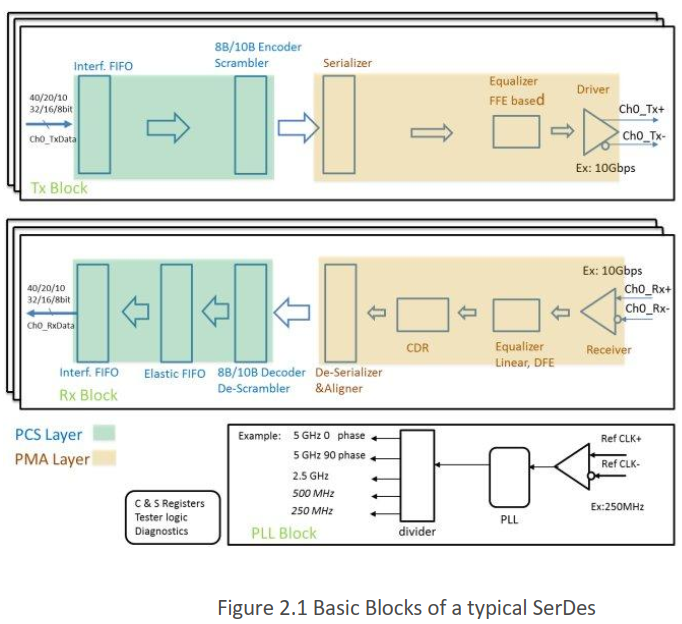 8B/10B Encoder
Interf. FIFO
Scrambler
Serializer
Equalizer
FFE based
Driver
40/20/10
32/16/8bit
Ch0_TxData
Ch0_Tx+
Ch0_Tx-
Ex: 10Gbps
Tx Block
Ex: 10Gbps
40/20/10
32/16/8bit
Ch0_RxData
Ch0_Rx+
Ch0_Rx-
CDR
Equalizer
Linear, DFE
Receiver
Interf. FIFO
Elastic FIFO
8B/10B Decoder
De-Scrambler
De-Serializer
&Aligner
Rx Block
PCS Layer
PMA Layer
Example: 5 GHz 0 phase
5 GHz 90 phase
2.5 GHz
500 MHz
250 MHz
Ref CLK+
Ref CLK-
Ex:250MHz
PLL
divider
PLL Block
C & S Registers
Tester logic
Diagnostics
Figure 2.1 Basic Blocks of a typical SerDes